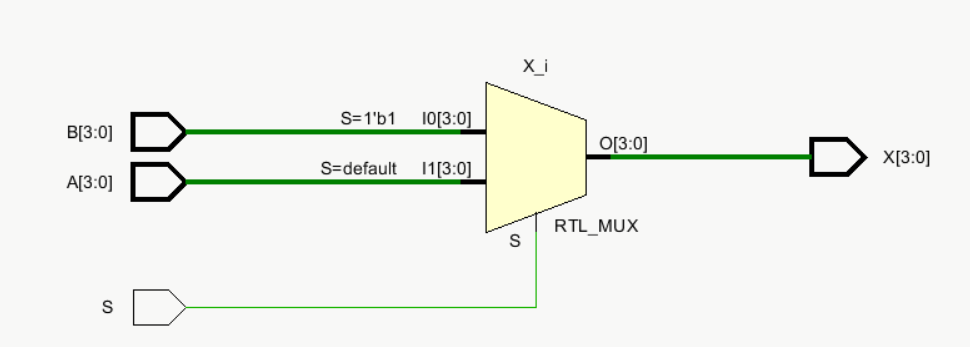 X_i
S=1'b1 I0[3:0]
B[3:0]
O[3:0]
X[3:0]
S=default I1[3:0]
A[3:0]
RTL_MUX
S
S